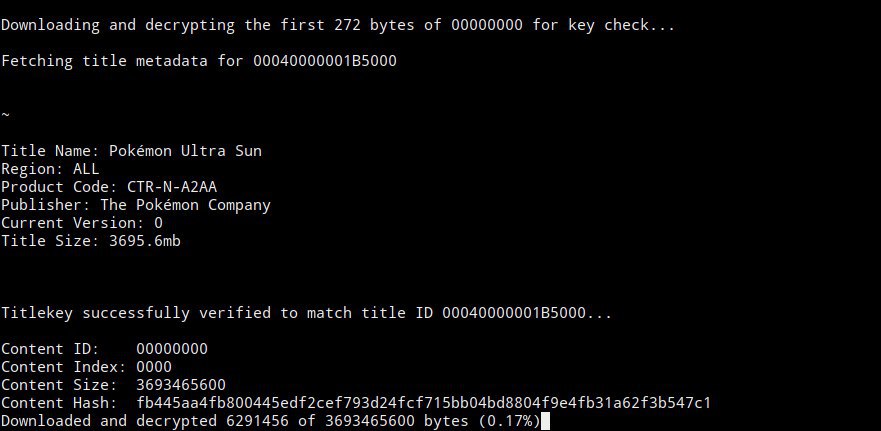 Downloading and decrypting the first 272 bytes of 00000000 for key check...
Fetching title metadata for 00040000001B5000
~
Title Name: Pokémon Ultra Sun
Region: ALL
Product Code: CTR-N-A2AA
Publisher: The Pokémon Company
Current Version: 0
Title Size: 3695.6mb
Titlekey successfully verified to match title ID 00040000001B5000...
Content ID:    00000000
Content Index: 0000
Content Size:  3693465600
Content Hash:  fb445aa4fb800445edf2cef793d24fcf715bb04bd8804f9e4fb31a62f3b547c1
Downloaded and decrypted 6291456 of 3693465600 bytes (0.17%)